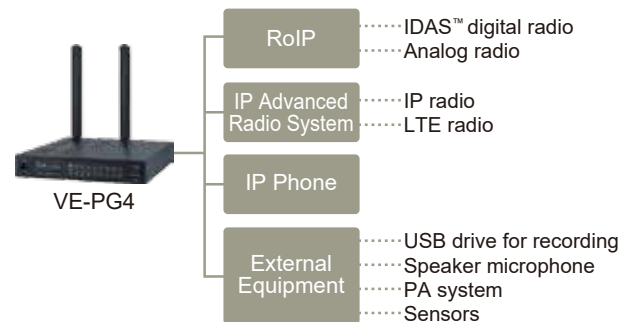 RoIP
IDAS™ digital radio
Analog radio
IP Advanced
Radio System
IP radio
LTE radio
IP Phone
VE-PG4
External
Equipment
USB drive for recording
Speaker microphone
PA system
Sensors